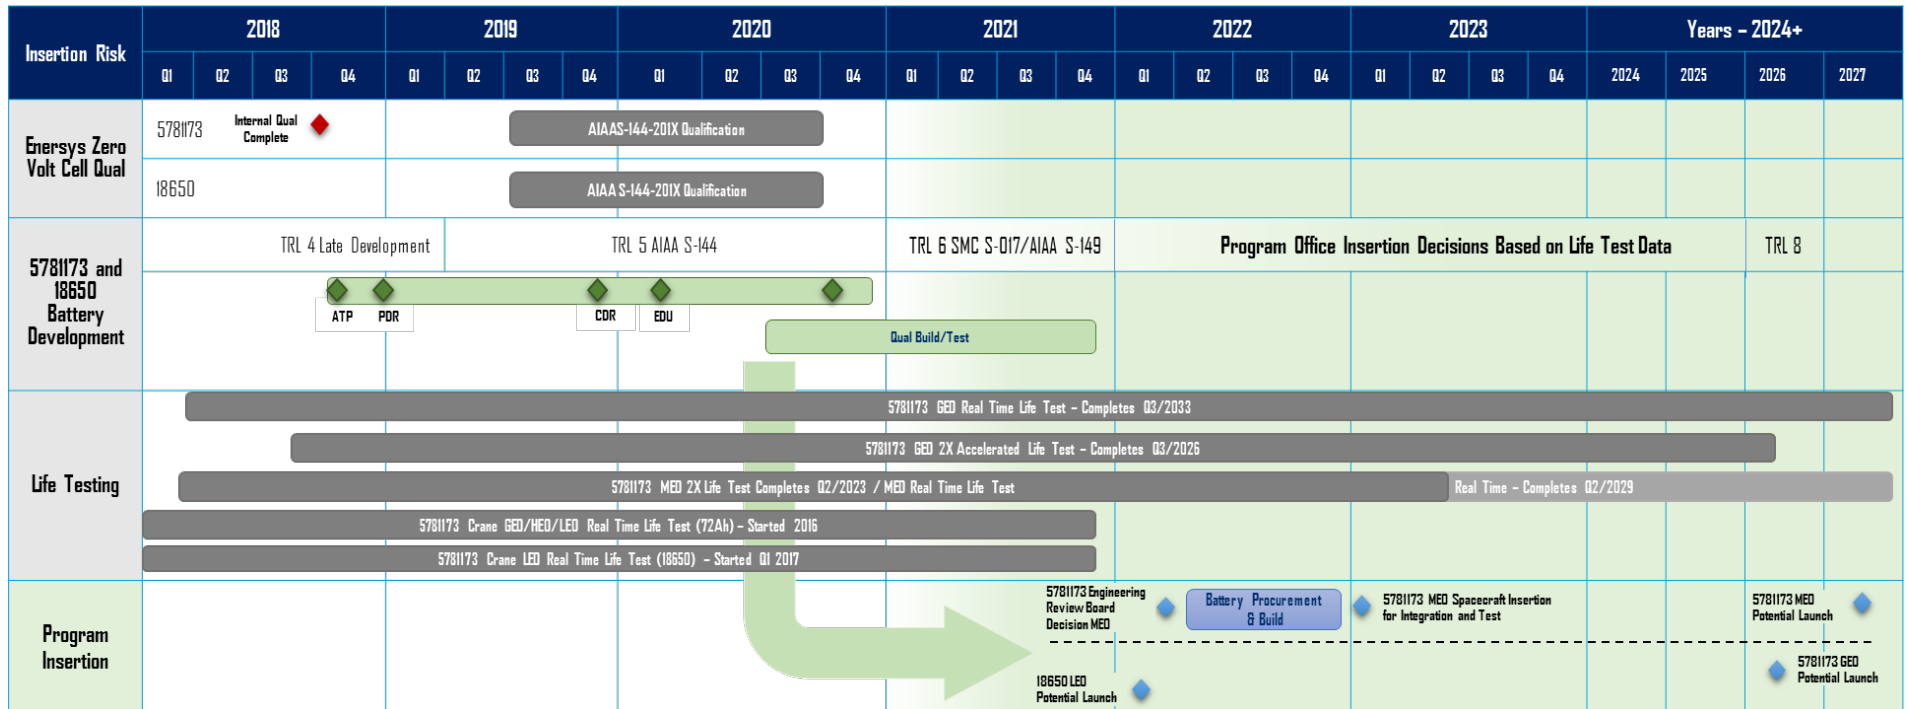 Insertion Risk
2018
2019
2020
2021
2022
2023
Years – 2024+
Q1
Q2
Q3
Q4
Q1
Q2
Q3
Q4
Q1
Q2
Q3
Q4
Q1
Q2
Q3
Q4
Q1
Q2
Q3
Q4
Q1
Q2
Q3
Q4
2024
2025
2026
2027
Enersys Zero
Volt Cell Qual
5781173
Internal Qual
Complete
AIAAS-144-201X Qualification
18650
AIAA S-144-201X Qualification
5781173 and
18650
Battery
Development
TRL 4 Late Development
TRL 5 AIAA S-144
TRL 6 SMC S-017/AIAA S-149
Program Office Insertion Decisions Based on Life Test Data
TRL 8
ATP
PDR
CDR
EDU
Qual Build/Test
Life Testing
5781173 GEO Real Time Life Test – Completes Q3/2033
5781173 GEO 2X Accelerated Life Test – Completes Q3/2026
5781173 MEO 2X Life Test Completes Q2/2023 / MEO Real Time Life Test
Real Time – Completes Q2/2029
5781173 Crane GEO/HEO/LEO Real Time Life Test (72Ah) – Started 2016
5781173 Crane LEO Real Time Life Test (18650) – Started Q1 2017
Program
Insertion
5781173 Engineering
Review Board
Decision MEO
Battery Procurement
& Build
5781173 MEO Spacecraft Insertion
for Integration and Test
5781173 MEO
Potential Launch
18650 LEO
Potential Launch
5781173 GEO
Potential Launch